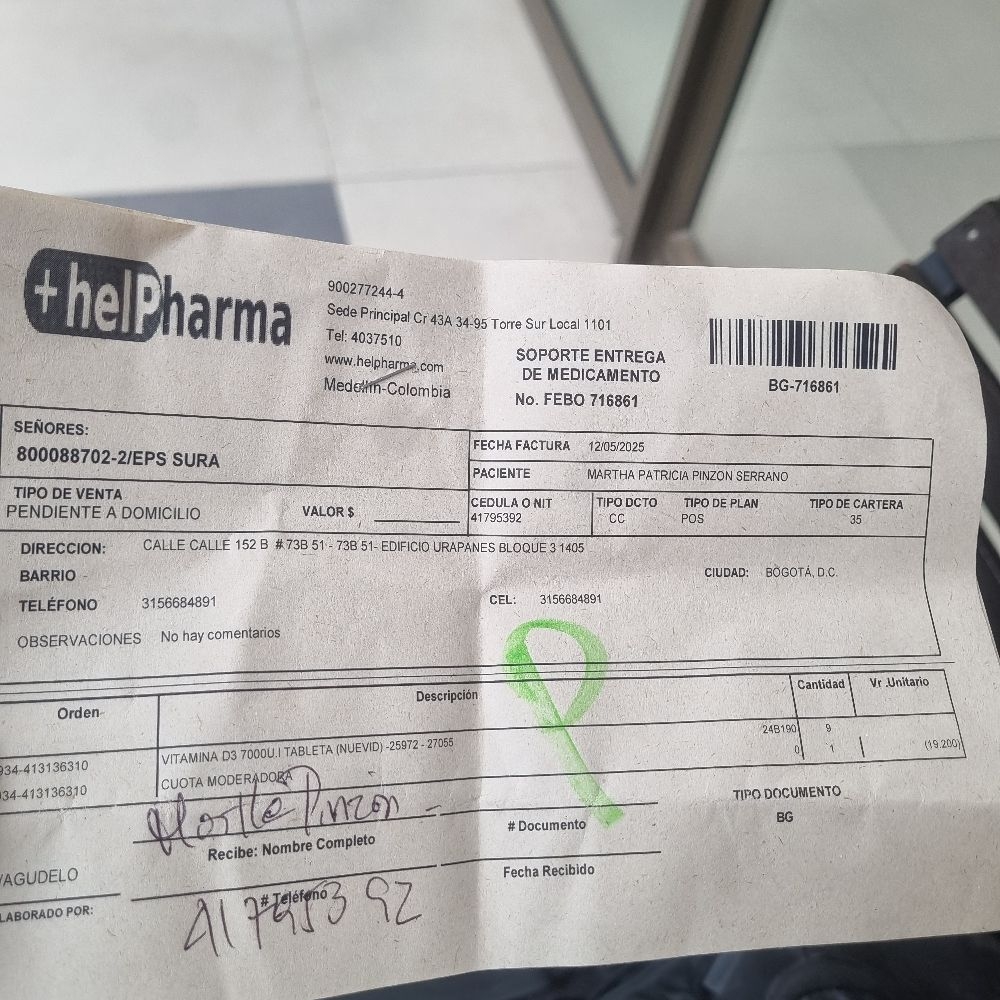 +helPharma
900277244-4
Sede Principal Cr 43A 34-95 Torre Sur Local 1101
Tel: 4037510
www.helpharma.com
Medellin-Colombia
SOPORTE ENTREGA
DE MEDICAMENTO
No. FEBO 716861
BG-716861
SEÑORES:
800088702-2/EPS SURA
FECHA FACTURA 12/05/2025
PACIENTE MARTHA PATRICIA PINZON SERRANO
TIPO DE VENTA
PENDIENTE A DOMICILIO
VALOR $
CEDULA O NIT
41795392
TIPO DCTO
CC
TIPO DE PLAN
POS
TIPO DE CARTERA
35
DIRECCION: CALLE CALLE 152 B # 73B 51 - 73B 51- EDIFICIO URAPANES BLOQUE 3 1405
BARRIO -
CIUDAD: BOGOTÁ, D.C.
TELÉFONO 3156684891
CEL: 3156684891
OBSERVACIONES No hay comentarios
Orden Descripción Cantidad Vr .Unitario
934-413136310 VITAMINA D3 7000U.I TABLETA (NUEVID) -25972 - 27055 24B190 9
934-413136310 CUOTA MODERADORA 0 1 (19.200)
Martha Pinzon
Recibe: Nombre Completo
# Documento
TIPO DOCUMENTO
BG
/AGUDELO
LABORADO POR:
# Teléfono
41795392
Fecha Recibido